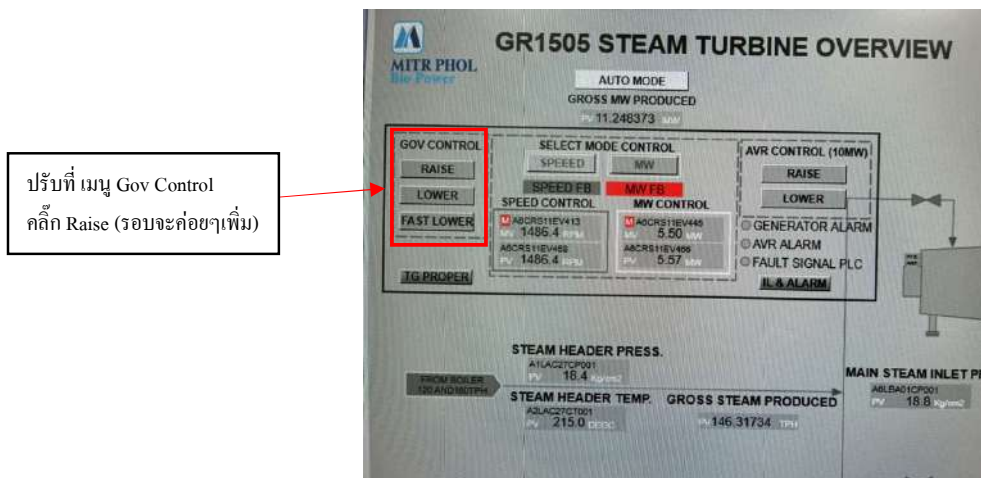 MITR PHOL
Bio Power
GR1505 STEAM TURBINE OVERVIEW
AUTO MODE
GROSS MW PRODUCED
PV 11.248373 MW
GOV CONTROL
RAISE
LOWER
FAST LOWER
TG PROPER
SELECT MODE CONTROL
SPEEED MW
SPEED FB MW FB
SPEED CONTROL MW CONTROL
M A6CRS11EV413
MV 1486.4 RPM
A6CRS11EV468
PV 1486.4 RPM
M A6CRS11EV445
MV 5.50 MW
A6CRS11EV466
PV 5.57 MW
AVR CONTROL (10MW)
RAISE
LOWER
GENERATOR ALARM
AVR ALARM
FAULT SIGNAL PLC
IL & ALARM
ปรับที่ เมนู Gov Control
คลิ๊ก Raise (รอบจะค่อยๆเพิ่ม)
STEAM HEADER PRESS.
A1LAC27CP001
PV 18.4 Kg/cm2
FROM BOILER
120 AND160TPH
STEAM HEADER TEMP.
A2LAC27CT001
PV 215.0 DEGC
GROSS STEAM PRODUCED
PV 146.31734 TPH
MAIN STEAM INLET
A6LBA01CP001
PV 18.8 Kg/cm2